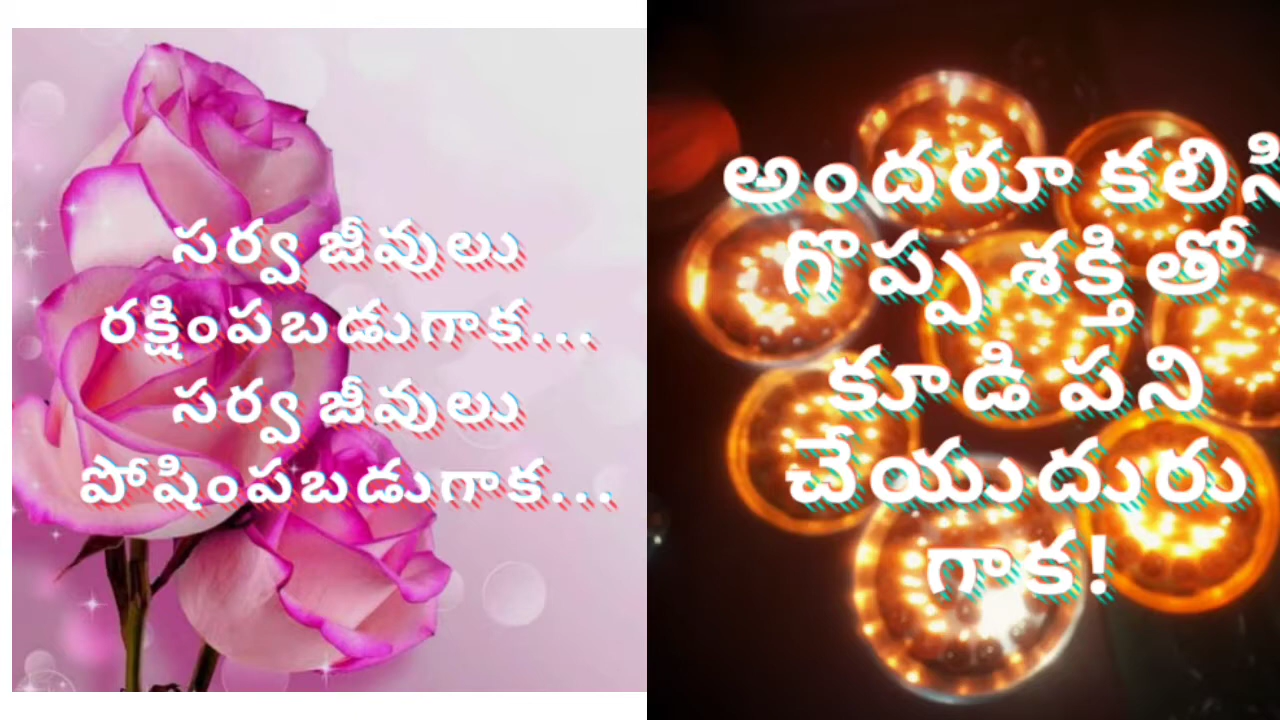 సర్వ జీవులు
రక్షింపబడుగాక...
సర్వ జీవులు
పోషింపబడుగాక...
అందరూ కలిసి
గొప్ప శక్తి తో
కూడి పని
చేయుదురు
గాక!